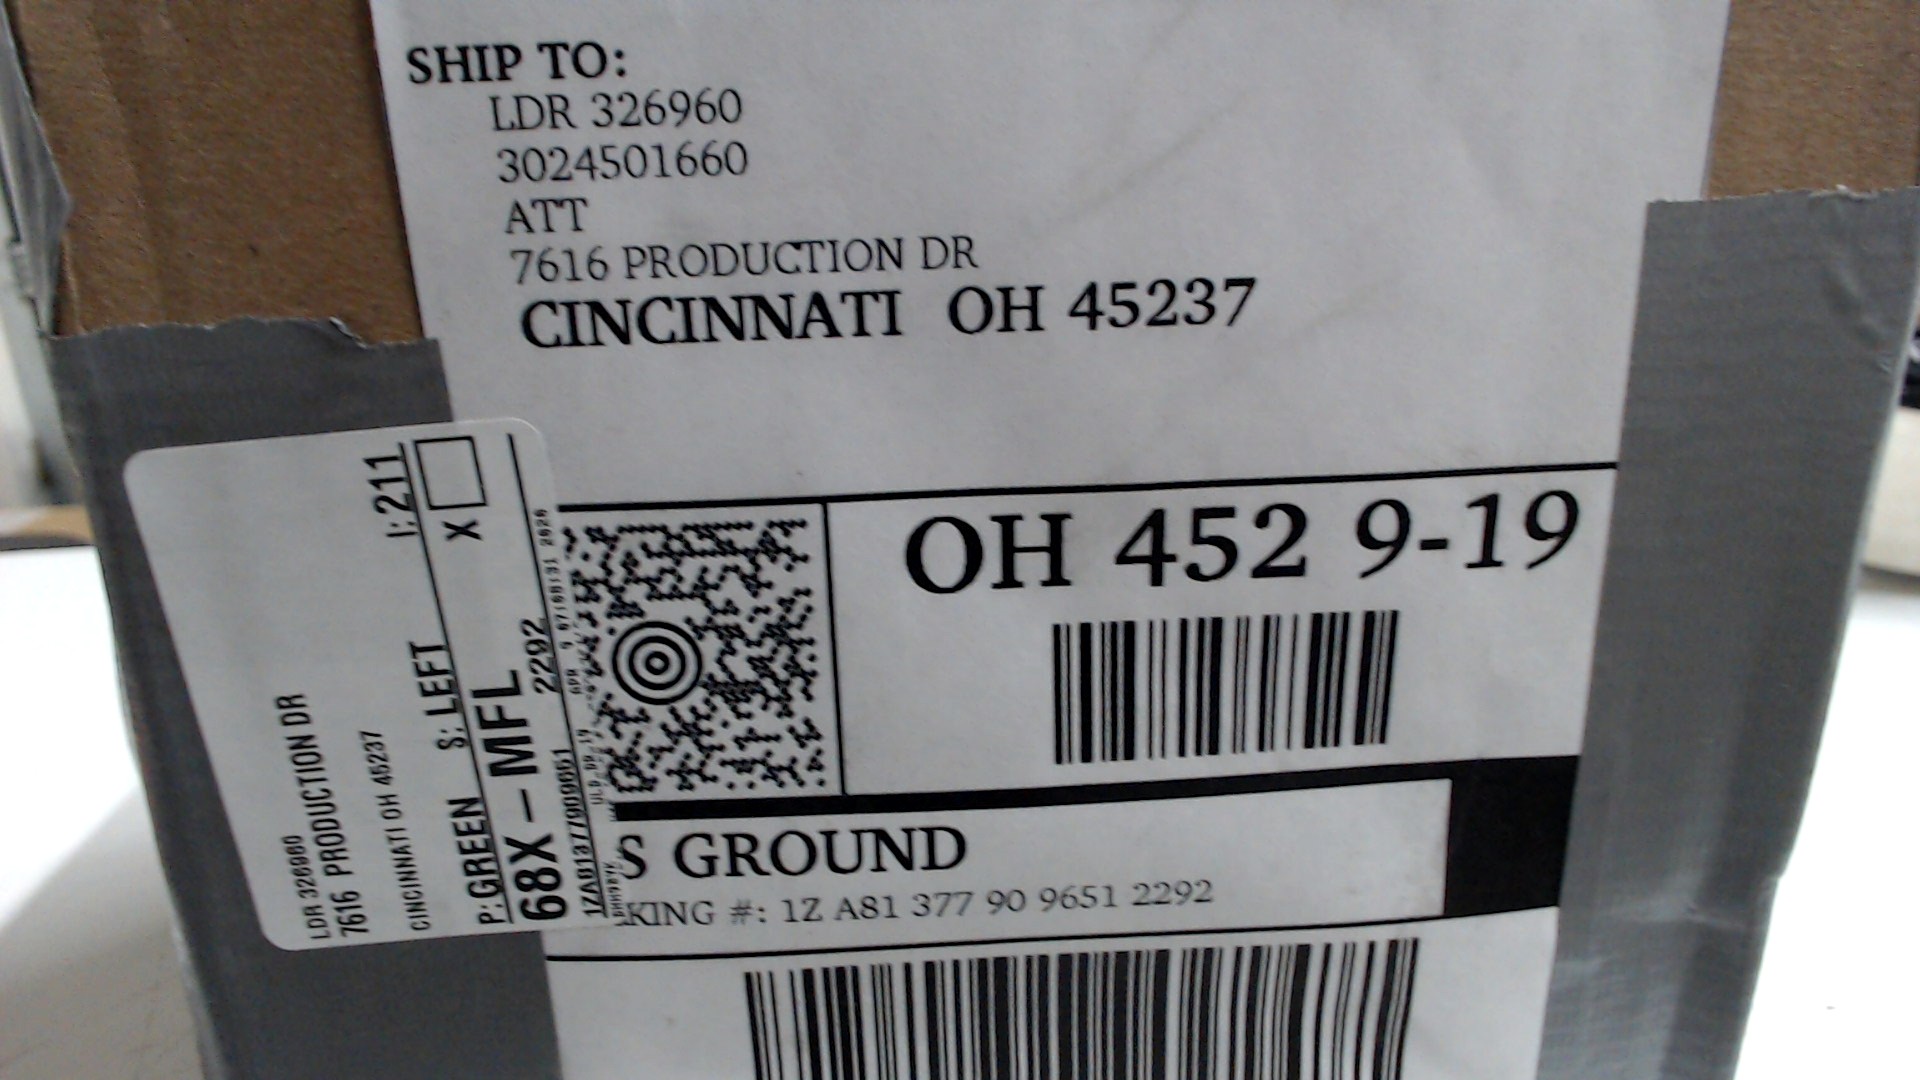 SHIP TO:
LDR 326960
3024501660
ATT
7616 PRODUCTION DR
CINCINNATI OH 45237
OH 452 9-19
S GROUND
KING #: 1Z A81 377 90 9651 2292
LDR 326960
7616 PRODUCTION DR
I: 211
CINCINNATI OH 45237
P: GREEN S: LEFT X
68X-MFL
1ZA813779096512292